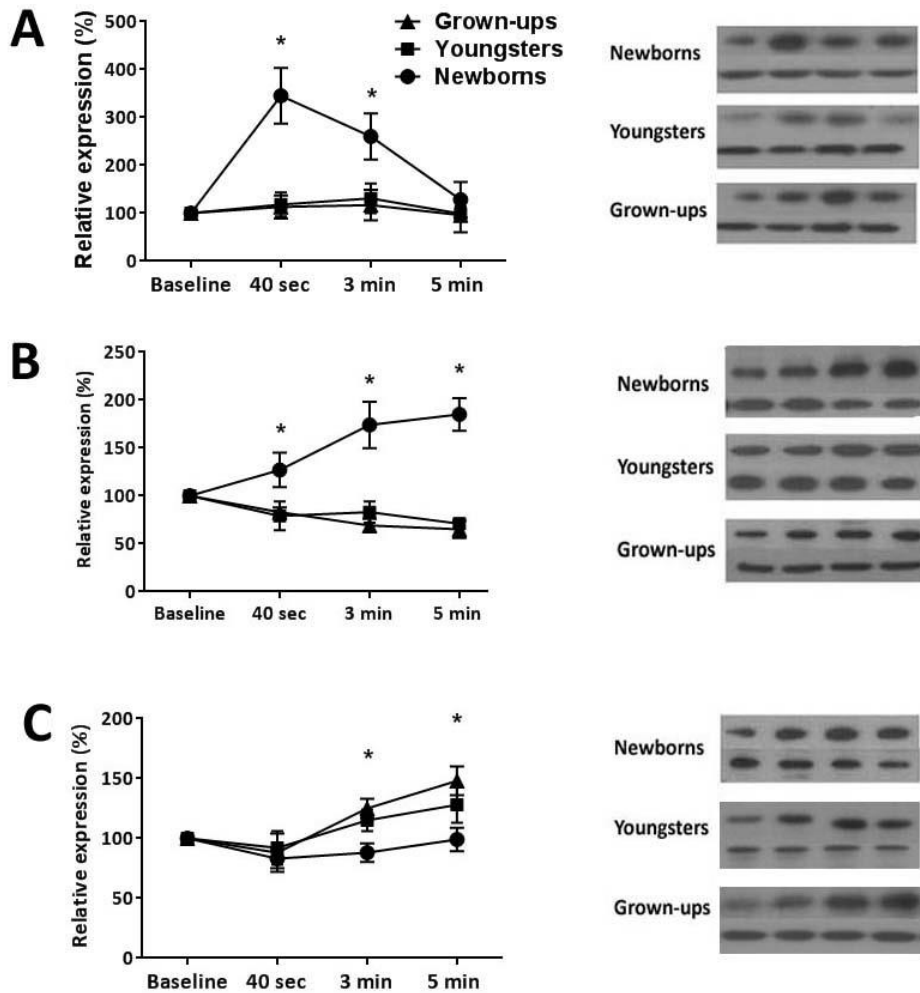 A
Relative expression (%)
500
400
300
200
100
0
*
*
Grown-ups
Youngsters
Newborns
Baseline 40 sec 3 min 5 min
Newborns
Youngsters
Grown-ups
B
Relative expression (%)
250
200
150
100
50
0
*
*
*
Baseline 40 sec 3 min 5 min
Newborns
Youngsters
Grown-ups
C
Relative expression (%)
200
150
100
50
0
*
*
Baseline 40 sec 3 min 5 min
Newborns
Youngsters
Grown-ups